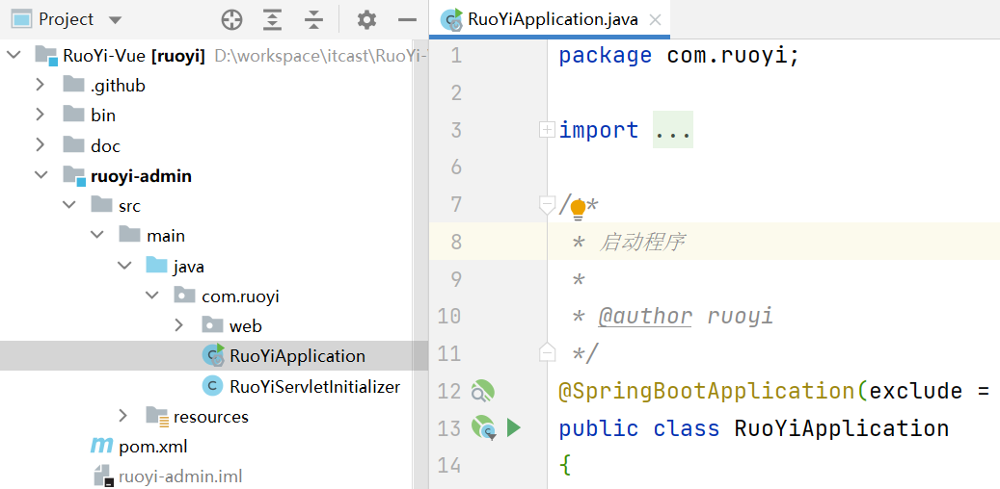 Project
RuoYi-Vue [ruoyi] D:\workspace\itcast\RuoYi-
.github
bin
doc
ruoyi-admin
src
main
java
com.ruoyi
web
RuoYiApplication
RuoYiServletInitializer
resources
pom.xml
ruoyi-admin.iml
RuoYiApplication.java
1 package com.ruoyi;
2
3 import ...
6
7 /**
8 * 启动程序
9 *
10 * @author ruoyi
11 */
12 @SpringBootApplication(exclude =
13 public class RuoYiApplication
14 {